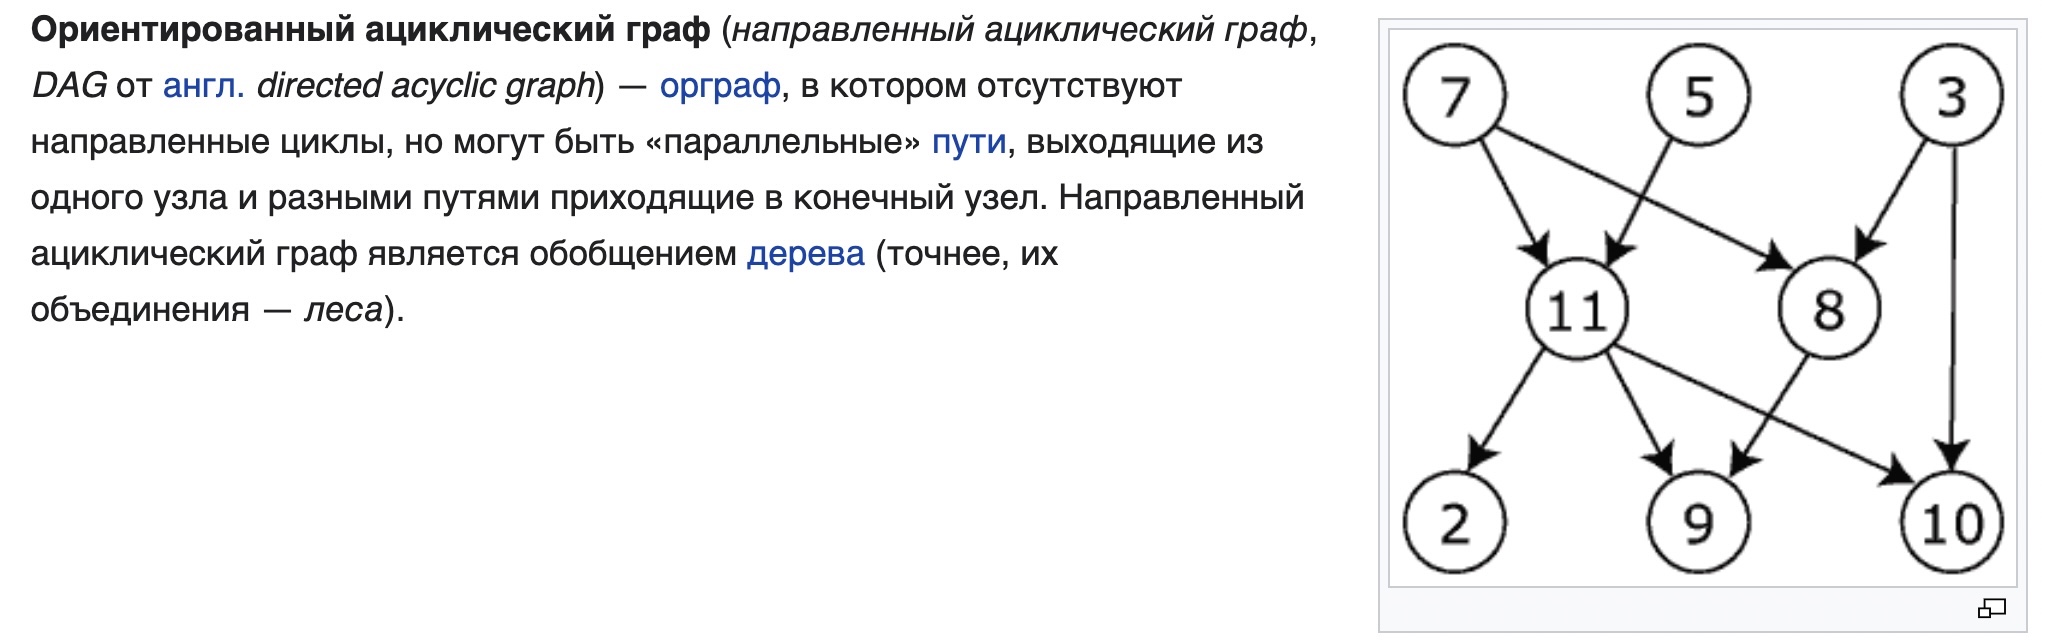 Ориентированный ациклический граф (направленный ациклический граф,
DAG от англ. directed acyclic graph) — орграф, в котором отсутствуют
направленные циклы, но могут быть «параллельные» пути, выходящие из
одного узла и разными путями приходящие в конечный узел. Направленный
ациклический граф является обобщением дерева (точнее, их
объединения — леса).
7 5 3
11 8
2 9 10